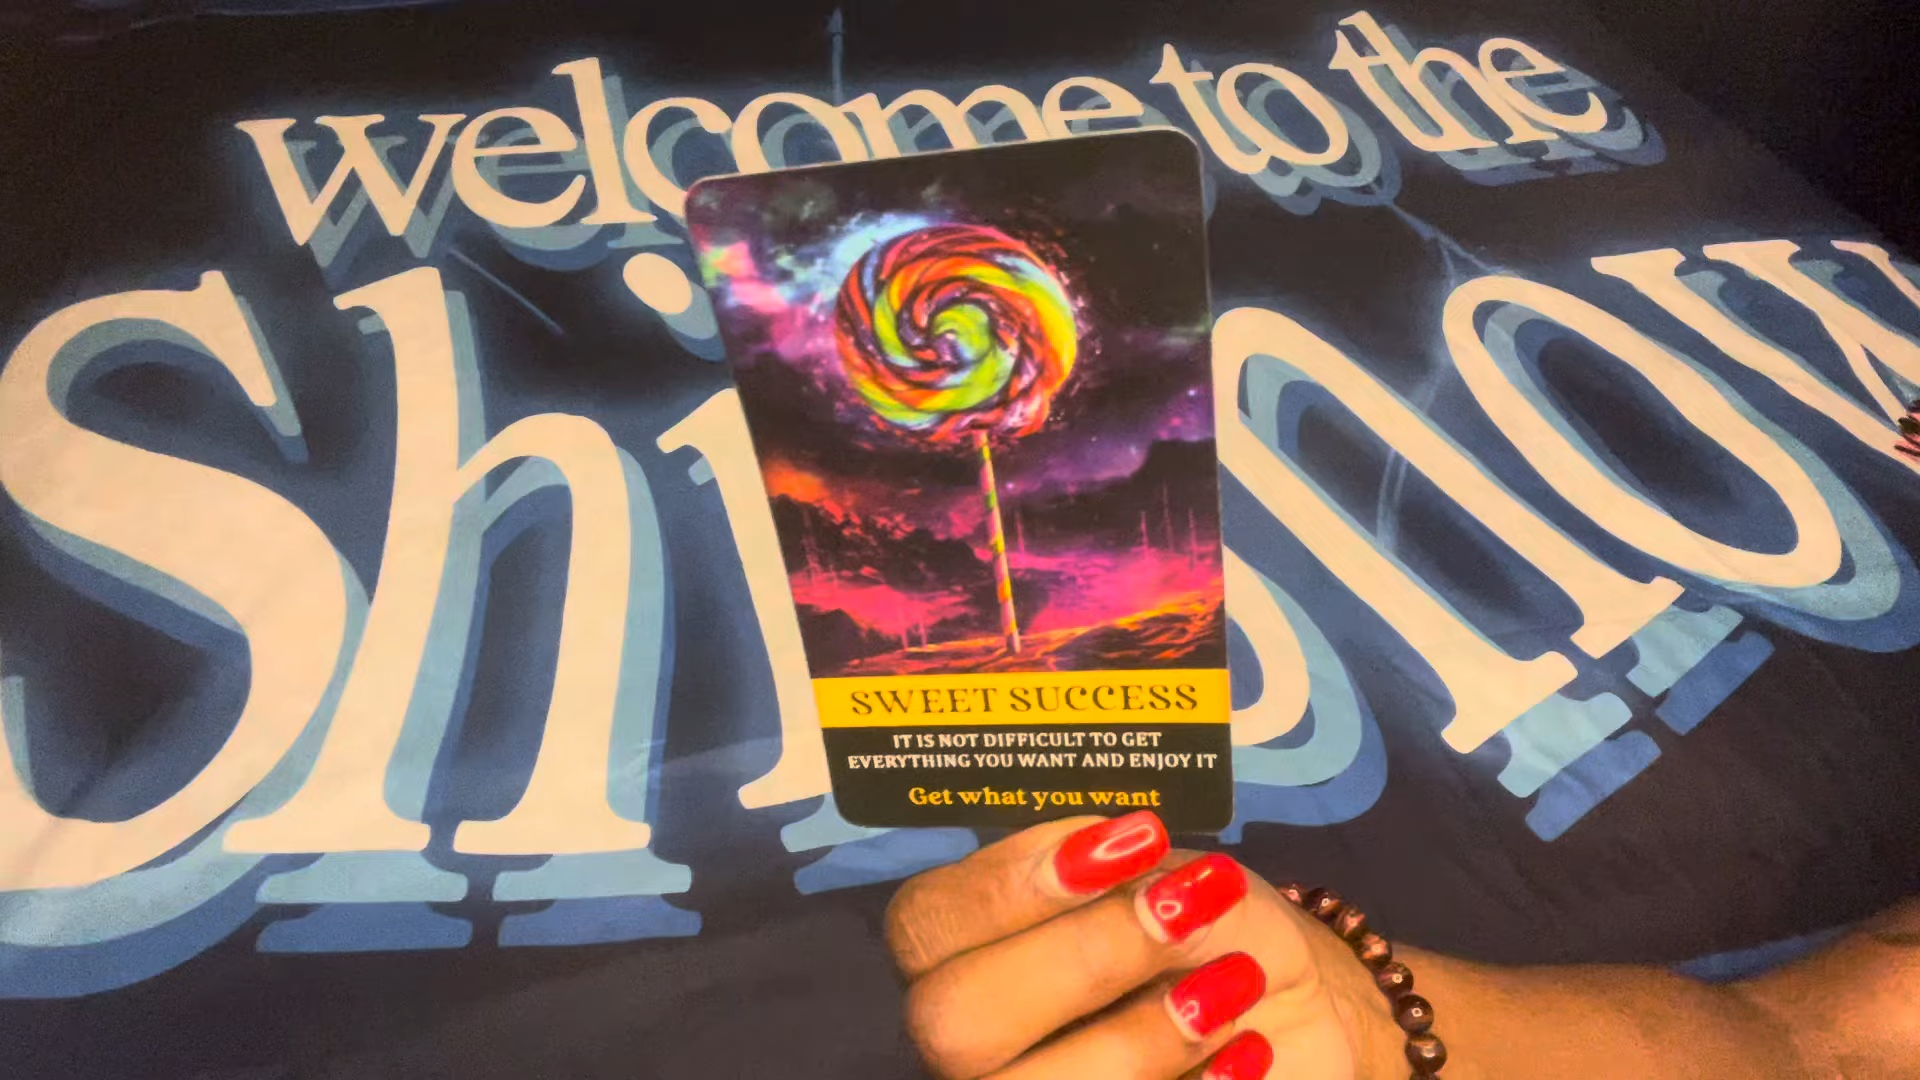 welcome to the
SWEET SUCCESS
IT IS NOT DIFFICULT TO GET
EVERYTHING YOU WANT AND ENJOY IT
Get what you want